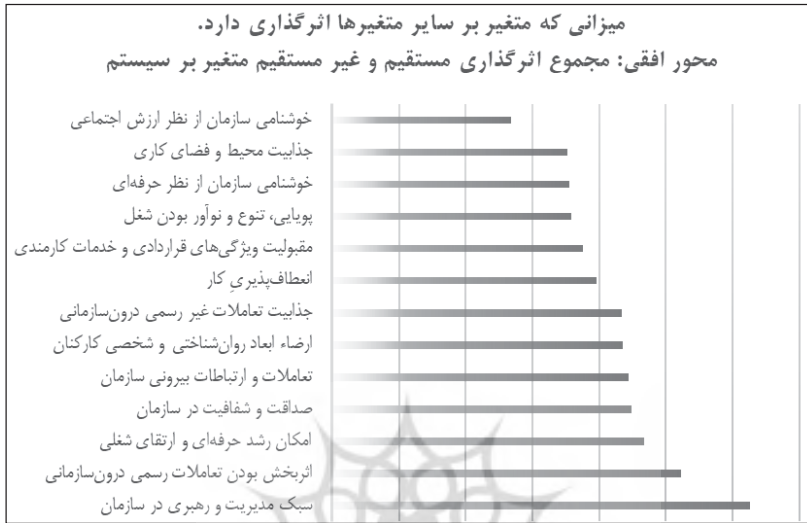 میزانی که متغیر بر سایر متغیرها اثرگذاری دارد.
محور افقی: مجموع اثرگذاری مستقیم و غیر مستقیم متغیر بر سیستم
خوشنامی سازمان از نظر ارزش اجتماعی
جذابیت محیط و فضای کاری
خوشنامی سازمان از نظر حرفه‌ای
پویایی، تنوع و نوآور بودن شغل
مقبولیت ویژگی‌های قراردادی و خدمات کارمندی
انعطاف‌پذیریِ کار
جذابیت تعاملات غیر رسمی درون‌سازمانی
ارضاء ابعاد روان‌شناختی و شخصی کارکنان
تعاملات و ارتباطات بیرونی سازمان
صداقت و شفافیت در سازمان
امکان رشد حرفه‌ای و ارتقای شغلی
اثربخش بودن تعاملات رسمی درون‌سازمانی
سبک مدیریت و رهبری در سازمان